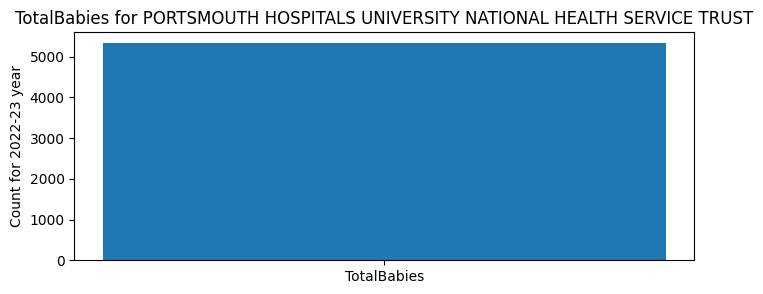 TotalBabies for PORTSMOUTH HOSPITALS UNIVERSITY NATIONAL HEALTH SERVICE TRUST
Count for 2022-23 year
5000
4000
3000
2000
1000
0
TotalBabies